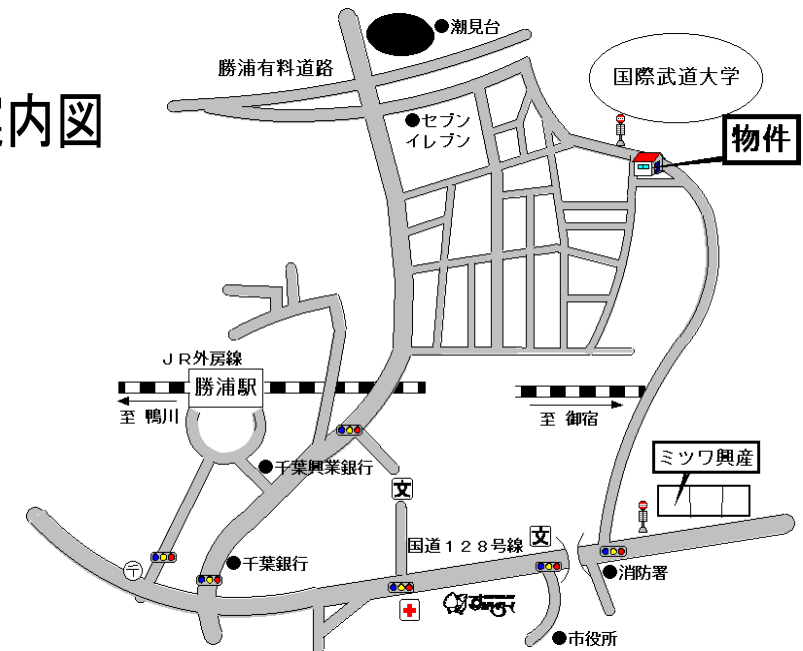 潮見台
勝浦有料道路
国際武道大学
内図
セブン
イレブン
物件
JR外房線
勝浦駅
至 鴨川
至 御宿
ミツワ興産
千葉興業銀行
文
国道128号線
文
千葉銀行
〒
消防署
市役所